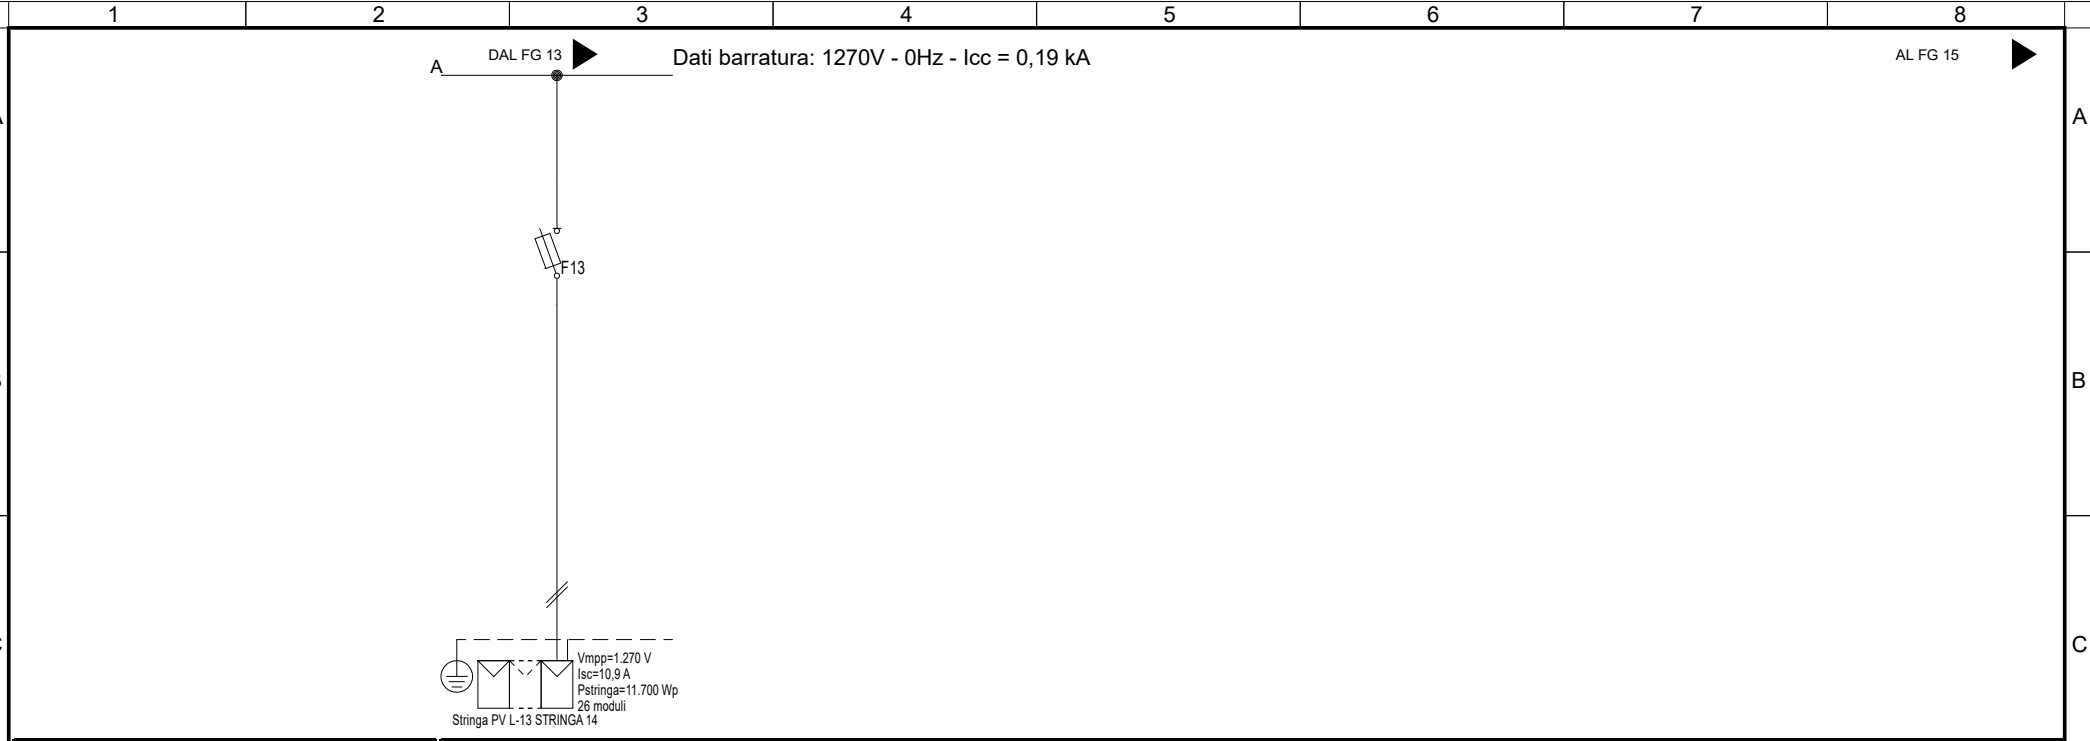 1 2 3 4 5 6 7 8
DAL FG 13
Dati barratura: 1270V - 0Hz - Icc = 0,19 kA
AL FG 15
A
A
F13
B
C
Vmpp=1.270 V
Isc=10,9 A
Pstringa=11.700 Wp
26 moduli
Stringa PV L-13 STRINGA 14